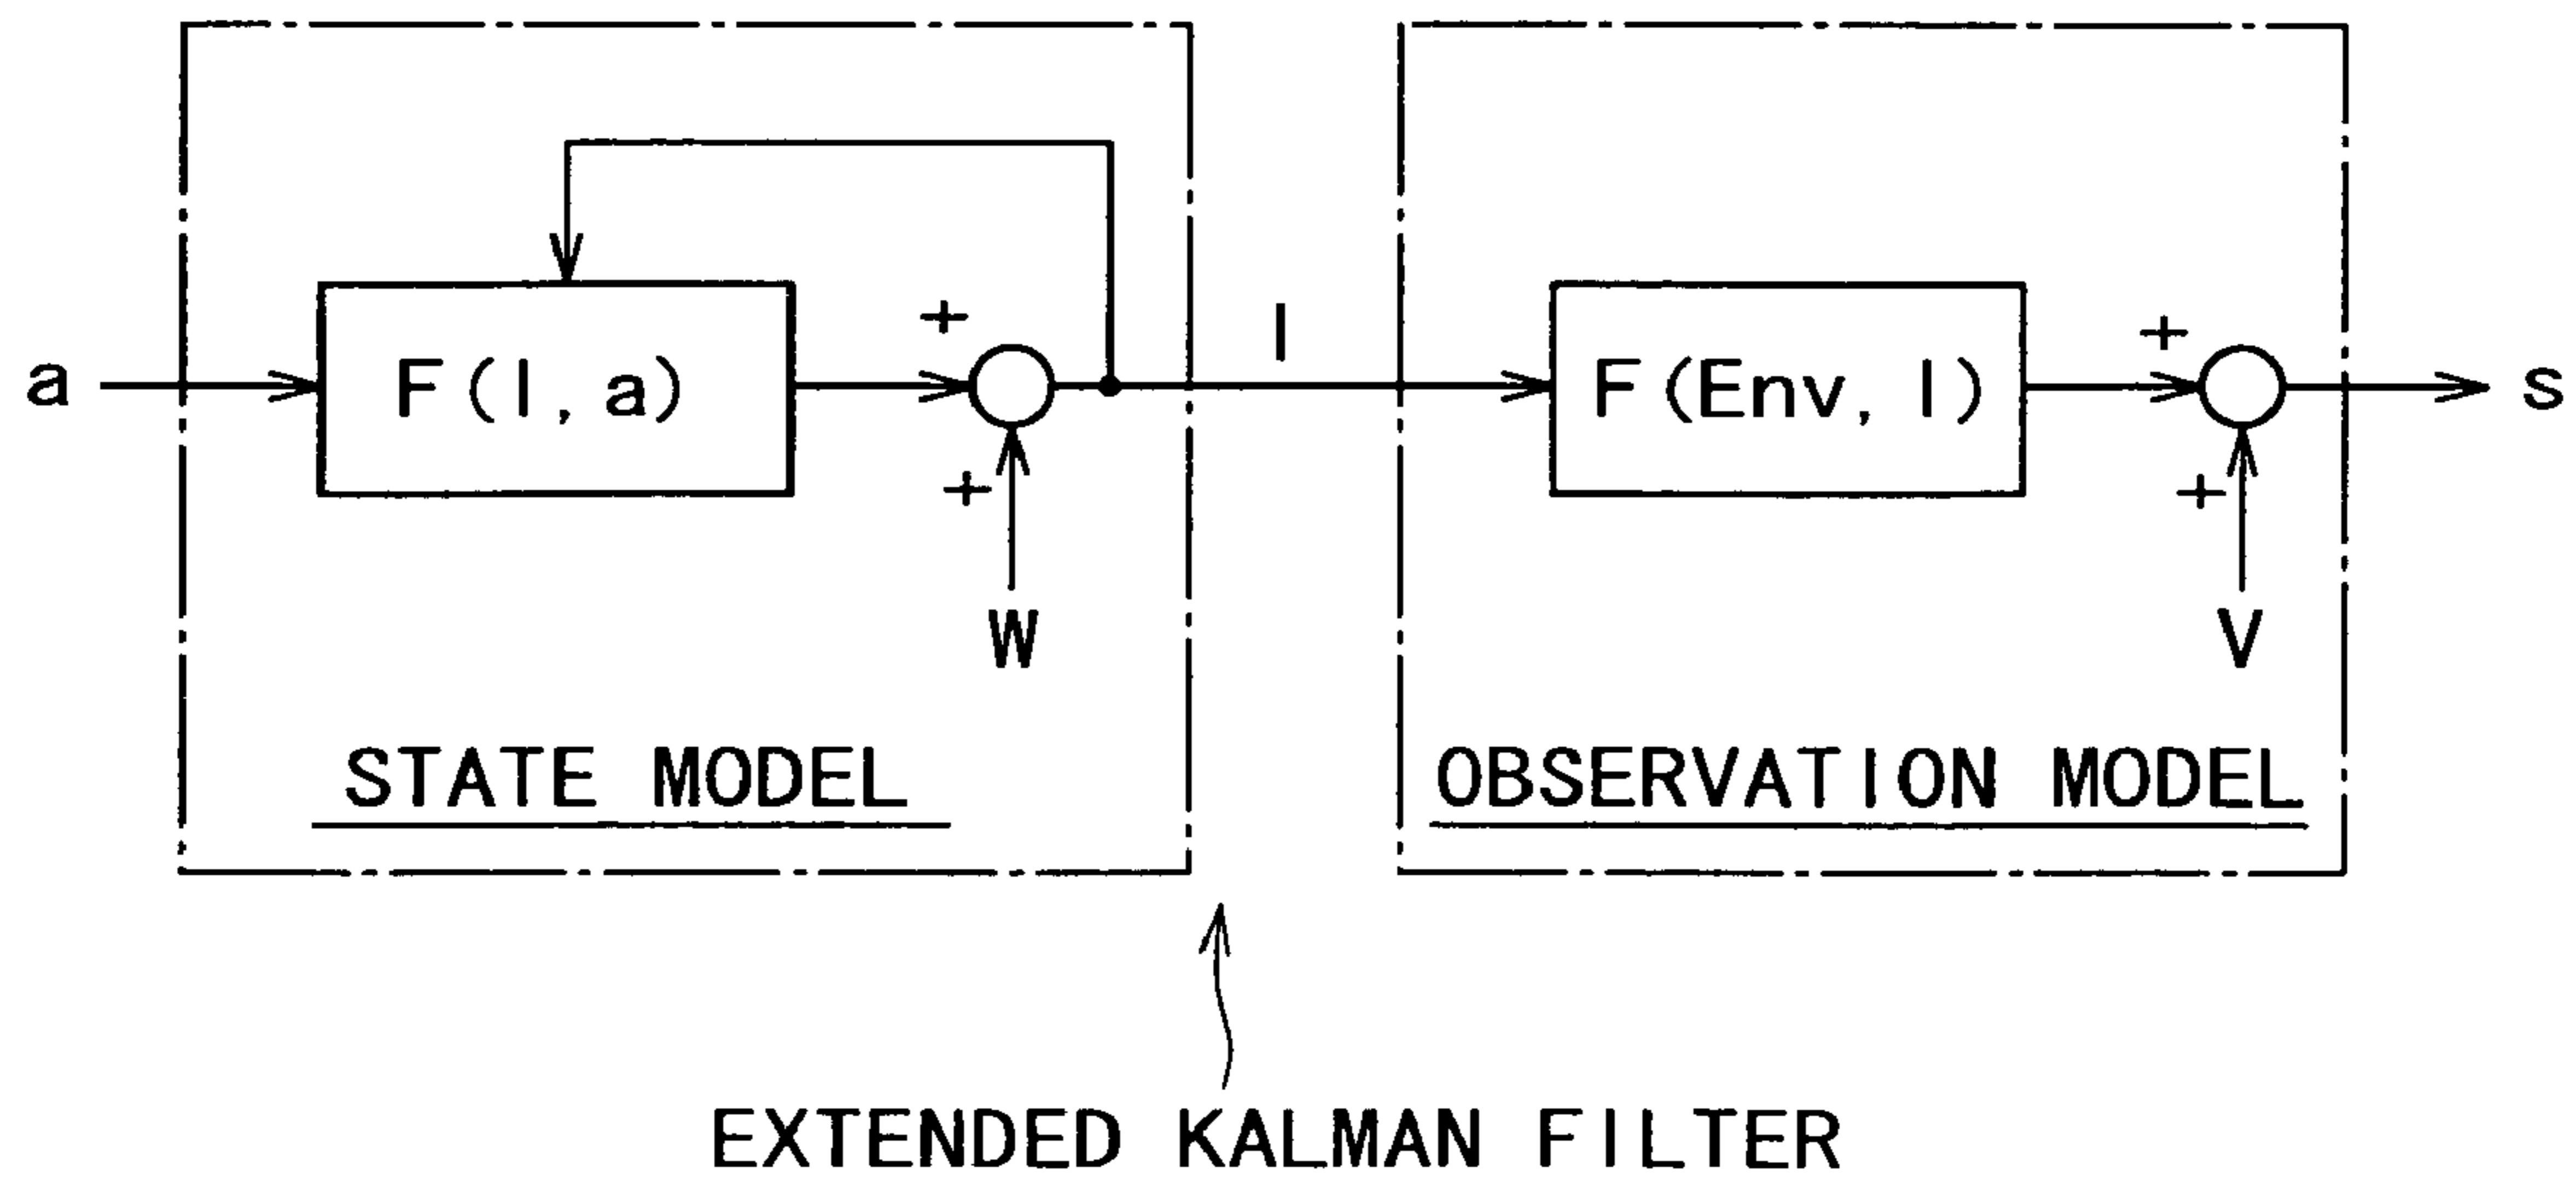 a
F(l, a)
+
+
W
l
F(Env, l)
+
+
V
s
STATE MODEL
OBSERVATION MODEL
EXTENDED KALMAN FILTER